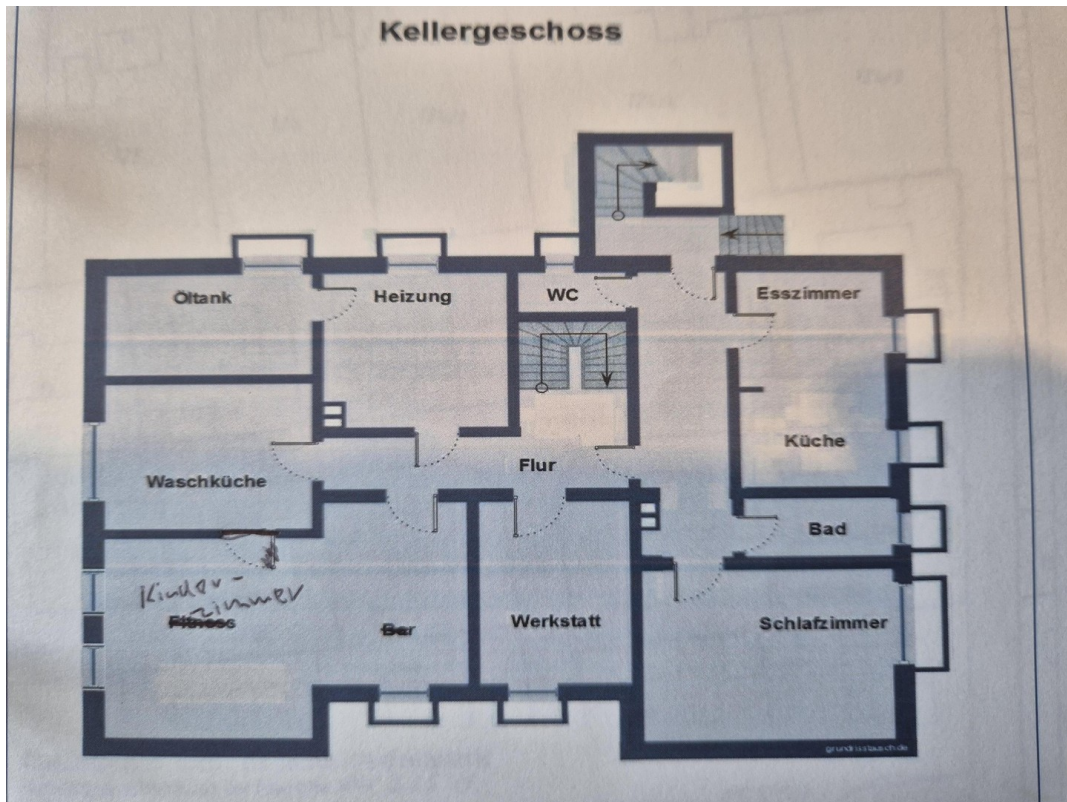 Kellergeschoss
Öltank
Heizung
WC
Esszimmer
Waschküche
Flur
Küche
Bad
Kinder-
zimmer
Fitness
Bar
Werkstatt
Schlafzimmer
grundrisstausch.de